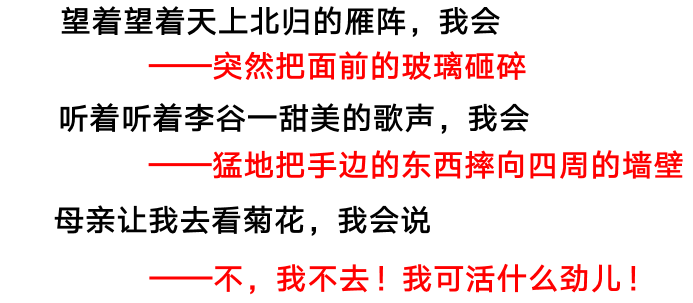 望着望着天上北归的雁阵，我会
——突然把面前的玻璃砸碎
听着听着李谷一甜美的歌声，我会
——猛地把手边的东西摔向四周的墙壁
母亲让我去看菊花，我会说
——不，我不去！我可活什么劲儿！